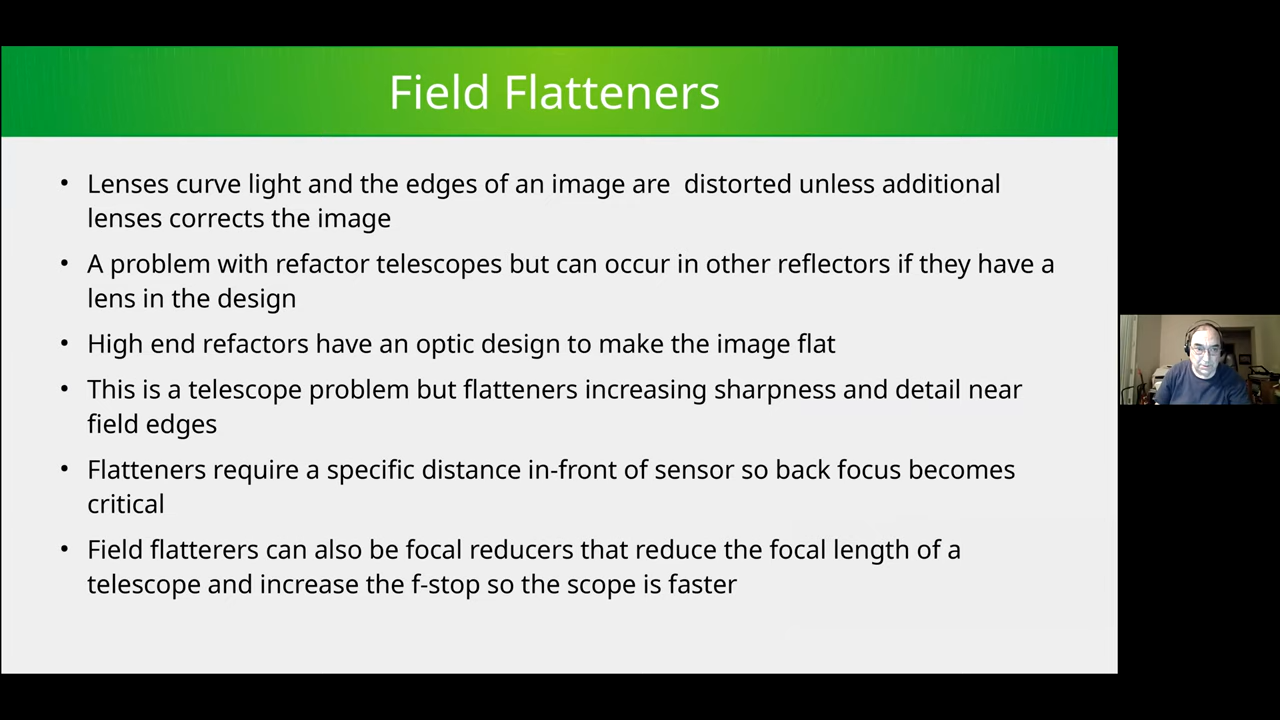 Field Flatteners
• Lenses curve light and the edges of an image are  distorted unless additional
lenses corrects the image
• A problem with refactor telescopes but can occur in other reflectors if they have a
lens in the design
• High end refactors have an optic design to make the image flat
• This is a telescope problem but flatteners increasing sharpness and detail near
field edges
• Flatteners require a specific distance in-front of sensor so back focus becomes
critical
• Field flatterers can also be focal reducers that reduce the focal length of a
telescope and increase the f-stop so the scope is faster